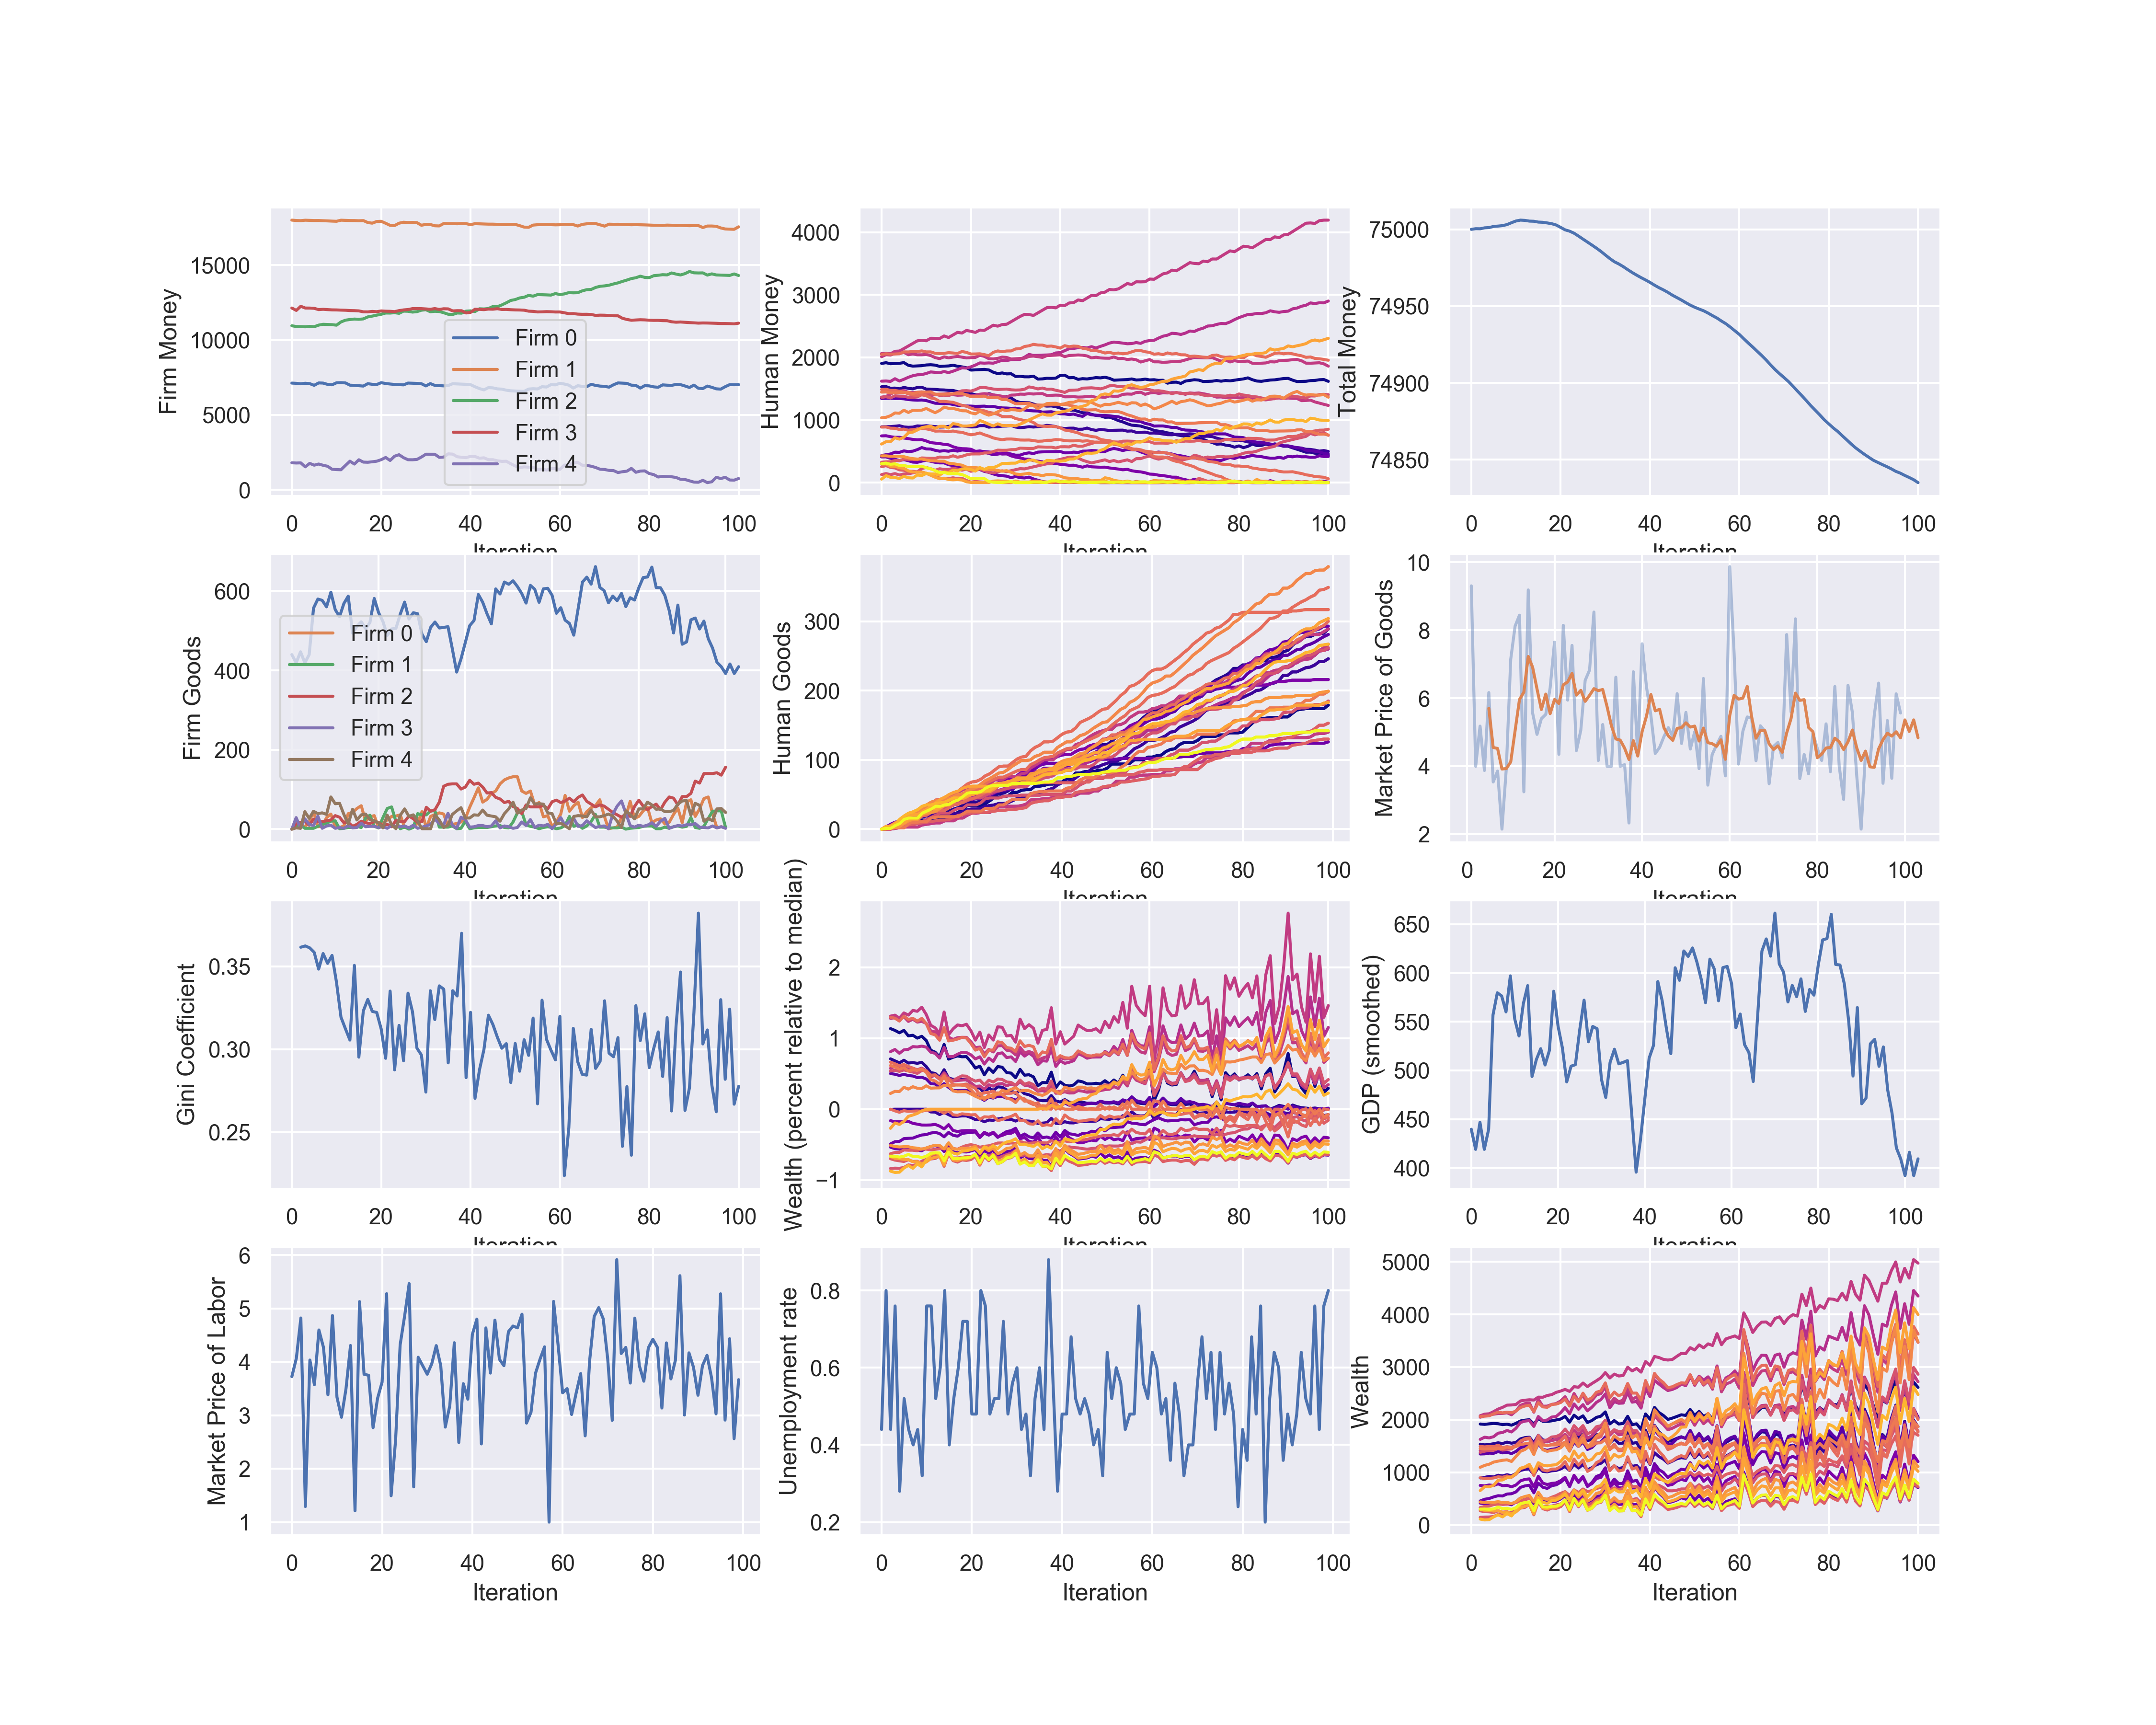 Firm Money
15000
10000
5000
0
Firm 0
Firm 1
Firm 2
Firm 3
Firm 4
0 20 40 60 80 100
Iteration
Human Money
4000
3000
2000
1000
0
0 20 40 60 80 100
Iteration
Total Money
75000
74950
74900
74850
0 20 40 60 80 100
Iteration
Firm Goods
600
400
200
0
Firm 0
Firm 1
Firm 2
Firm 3
Firm 4
0 20 40 60 80 100
Iteration
Human Goods
300
200
100
0
0 20 40 60 80 100
Iteration
Market Price of Goods
10
8
6
4
2
0 20 40 60 80 100
Iteration
Gini Coefficient
0.35
0.30
0.25
0 20 40 60 80 100
Iteration
Wealth (percent relative to median)
2
1
0
−1
0 20 40 60 80 100
Iteration
GDP (smoothed)
650
600
550
500
450
400
0 20 40 60 80 100
Iteration
Market Price of Labor
6
5
4
3
2
1
0 20 40 60 80 100
Iteration
Unemployment rate
0.8
0.6
0.4
0.2
0 20 40 60 80 100
Iteration
Wealth
5000
4000
3000
2000
1000
0
0 20 40 60 80 100
Iteration